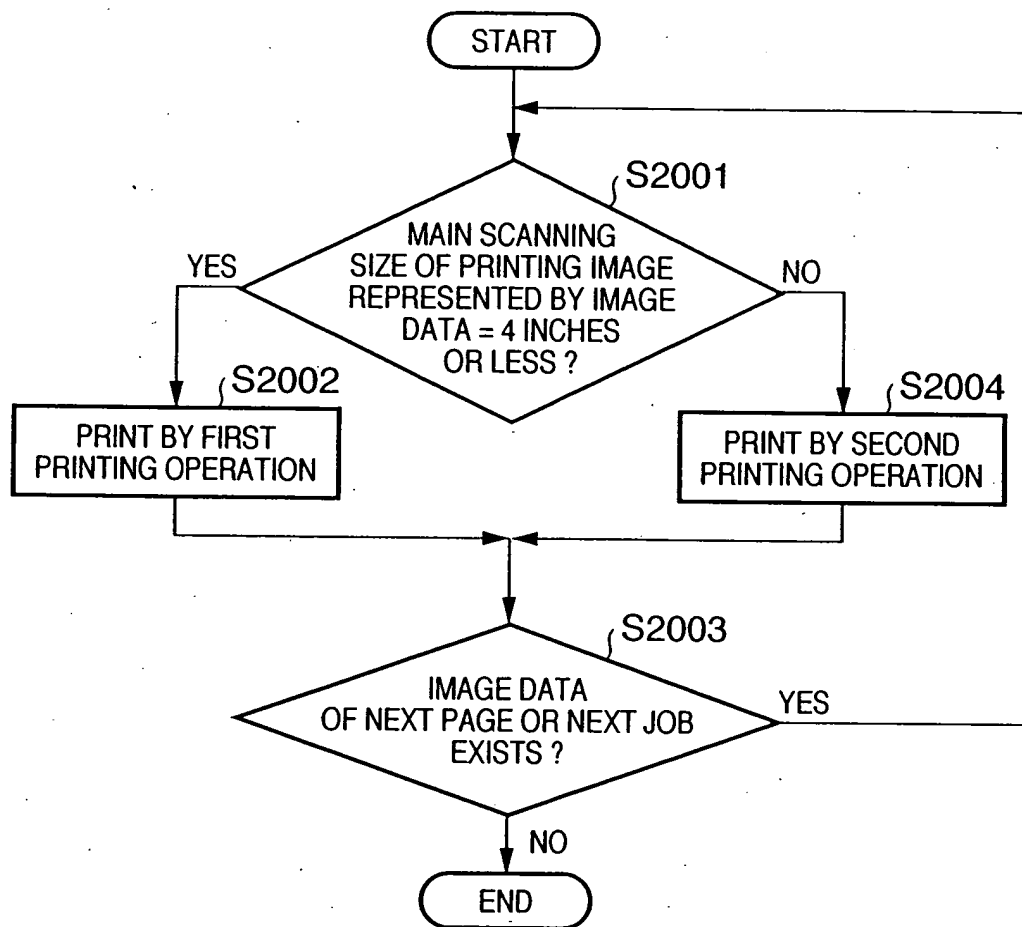 START
S2001
MAIN SCANNING
SIZE OF PRINTING IMAGE
REPRESENTED BY IMAGE
DATA = 4 INCHES
OR LESS ?
YES
NO
S2002
PRINT BY FIRST
PRINTING OPERATION
S2004
PRINT BY SECOND
PRINTING OPERATION
S2003
IMAGE DATA
OF NEXT PAGE OR NEXT JOB
EXISTS ?
YES
NO
END